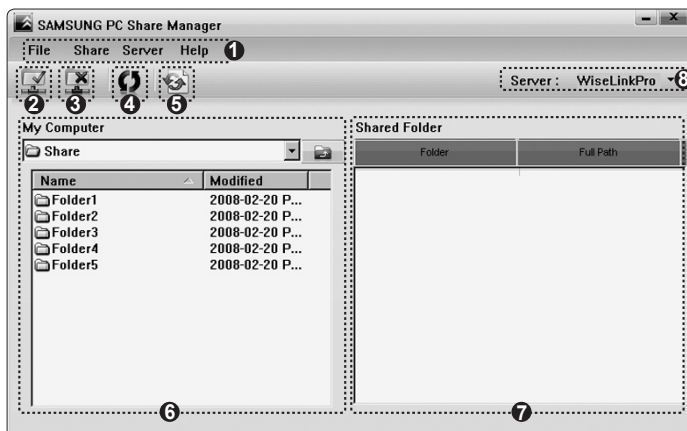 SAMSUNG PC Share Manager
File Share Server Help 1
2 3 4 5
Server : WiseLinkPro 8
My Computer
Share
Name Modified
Folder1 2008-02-20 P...
Folder2 2008-02-20 P...
Folder3 2008-02-20 P...
Folder4 2008-02-20 P...
Folder5 2008-02-20 P...
6
Shared Folder
Folder Full Path
7